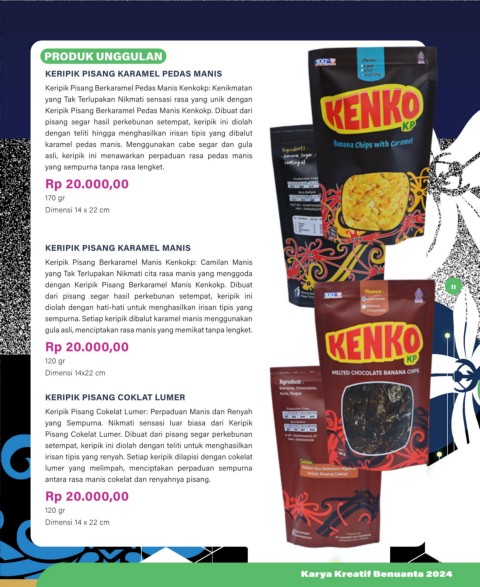 PRODUK UNGGULAN
KERIPIK PISANG KARAMEL PEDAS MANIS
Keripik Pisang Berkaramel Pedas Manis Kenkokp: Kenikmatan
yang Tak Terlupakan Nikmati sensasi rasa yang unik dengan
Keripik Pisang Berkaramel Pedas Manis Kenkokp. Dibuat dari
pisang segar hasil perkebunan setempat, keripik ini diolah
dengan teliti hingga menghasilkan irisan tipis yang dibalut
karamel pedas manis. Menggunakan cabe segar dan gula
asli, keripik ini menawarkan perpaduan rasa pedas manis
yang sempurna tanpa rasa lengket.
Rp 20.000,00
170 gr
Dimensi 14 x 22 cm
KERIPIK PISANG KARAMEL MANIS
Keripik Pisang Berkaramel Manis Kenkokp: Camilan Manis
yang Tak Terlupakan Nikmati cita rasa manis yang menggoda
dengan Keripik Pisang Berkaramel Manis Kenkokp. Dibuat
dari pisang segar hasil perkebunan setempat, keripik ini
diolah dengan hati-hati untuk menghasilkan irisan tipis yang
sempurna. Setiap keripik dibalut karamel manis menggunakan
gula asli, menciptakan rasa manis yang memikat tanpa lengket.
Rp 20.000,00
120 gr
Dimensi 14x22 cm
KERIPIK PISANG COKLAT LUMER
Keripik Pisang Cokelat Lumer: Perpaduan Manis dan Renyah
yang Sempurna. Nikmati sensasi luar biasa dari Keripik
Pisang Cokelat Lumer. Dibuat dari pisang segar perkebunan
setempat, keripik ini diolah dengan teliti untuk menghasilkan
irisan tipis yang renyah. Setiap keripik dilapisi dengan cokelat
lumer yang melimpah, menciptakan perpaduan sempurna
antara rasa manis cokelat dan renyahnya pisang.
Rp 20.000,00
120 gr
Dimensi 14 x 22 cm
KENKO
KP
Banana Chips with Caramel
KENKO
KP
MELTED CHOCOLATE BANANA CHIPS
11
Karya Kreatif Benuanta 2024